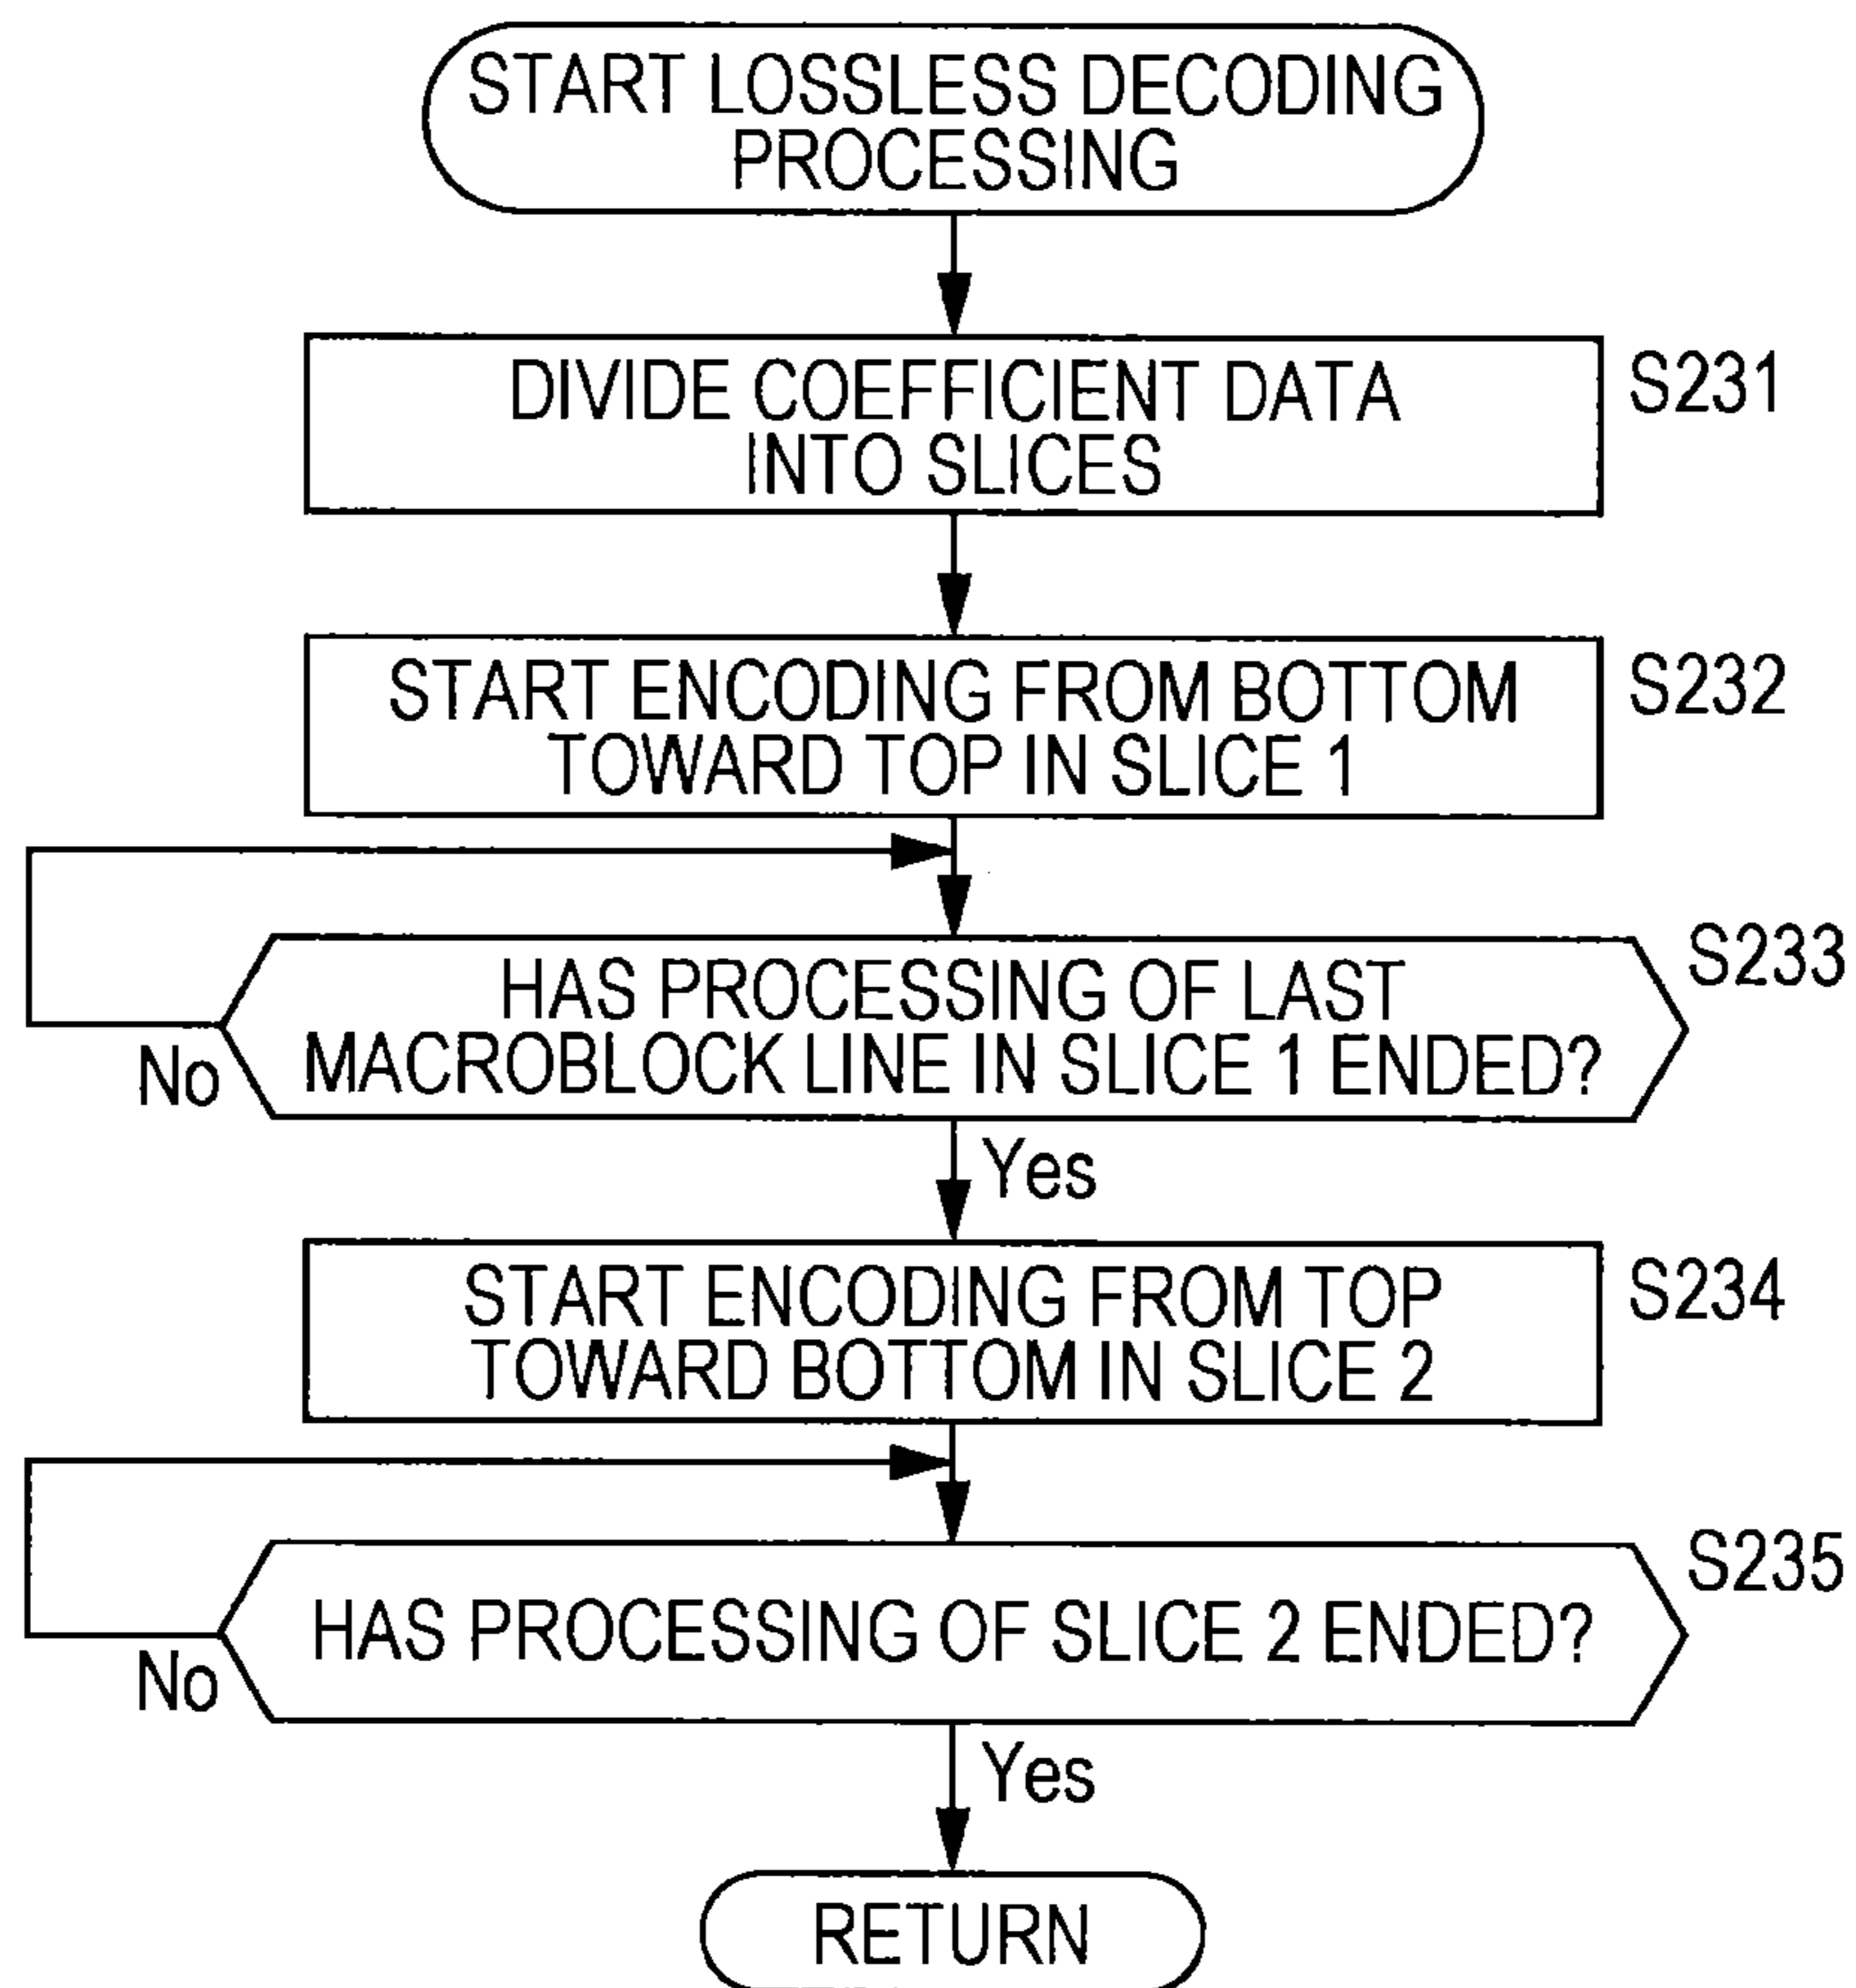 START LOSSLESS DECODING
PROCESSING
DIVIDE COEFFICIENT DATA
INTO SLICES
S231
START ENCODING FROM BOTTOM
TOWARD TOP IN SLICE 1
S232
HAS PROCESSING OF LAST
MACROBLOCK LINE IN SLICE 1 ENDED?
S233
No
Yes
START ENCODING FROM TOP
TOWARD BOTTOM IN SLICE 2
S234
HAS PROCESSING OF SLICE 2 ENDED?
S235
No
Yes
RETURN